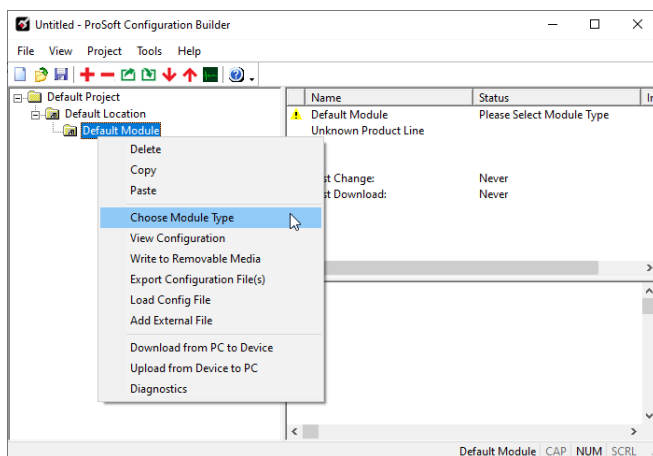 Untitled - ProSoft Configuration Builder
File View Project Tools Help
Default Project
Default Location
Default Module
Name Status
Default Module Please Select Module Type
Unknown Product Line
st Change: Never
st Download: Never
Delete
Copy
Paste
Choose Module Type
View Configuration
Write to Removable Media
Export Configuration File(s)
Load Config File
Add External File
Download from PC to Device
Upload from Device to PC
Diagnostics
Default Module CAP NUM SCRL